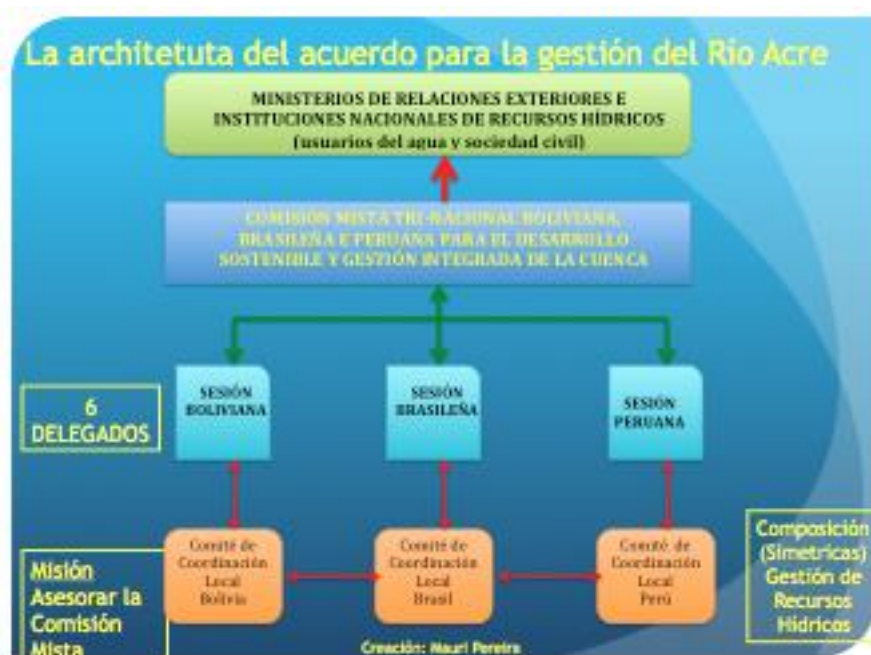 La architetuta del acuerdo para la gestión del Rio Acre
MINISTERIOS DE RELACIONES EXTERIORES E
INSTITUCIONES NACIONALES DE RECURSOS HÍDRICOS
(usuarios del agua y sociedad civil)
COMISIÓN MISTA TRI-NACIONAL BOLIVIANA,
BRASILEÑA E PERUANA PARA EL DESARROLLO
SOSTENIBLE Y GESTIÓN INTEGRADA DE LA CUENCA
6
DELEGADOS
SESIÓN
BOLIVIANA
SESIÓN
BRASILEÑA
SESIÓN
PERUANA
Misión
Asesorar la
Comisión
Mista
Comité de
Coordinación
Local
Bolivia
Comité de
Coordinación
Local
Brasil
Comité de
Coordinación
Local
Perú
Composición
(Simetricas)
Gestión de
Recursos
Hídricos
Creación: Mauri Pereira